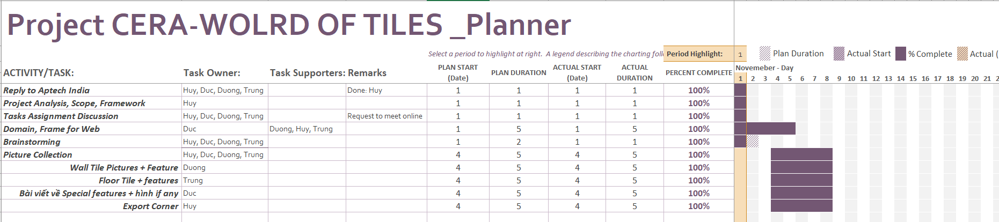 Project CERA-WOLRD OF TILES _Planner
Select a period to highlight at right. A legend describing the charting foll Period Highlight: 1 Plan Duration Actual Start % Complete Actual (
ACTIVITY/TASK: Task Owner: Task Supporters: Remarks PLAN START (Date) PLAN DURATION ACTUAL START (Date) ACTUAL DURATION PERCENT COMPLETE Novemeber - Day
1 2 3 4 5 6 7 8 9 10 11 12 13 14 15 16 17 18 19 20 21 2
Reply to Aptech India Huy, Duc, Duong, Trung Done: Huy 1 1 1 1 100%
Project Analysis, Scope, Framework Huy 1 1 1 1 100%
Tasks Assignment Discussion Huy, Duc, Duong, Trung Request to meet online 1 1 1 1 100%
Domain, Frame for Web Duc Duong, Huy, Trung 1 5 1 5 100%
Brainstorming Huy, Duc, Duong, Trung 1 2 1 1 100%
Picture Collection Huy, Duc, Duong, Trung 4 5 4 5 100%
Wall Tile Pictures + Feature Duong 4 5 4 5 100%
Floor Tile + features Trung 4 5 4 5 100%
Bài viết về Special features + hình if any Duc 4 5 4 5 100%
Export Corner Huy 4 5 4 5 100%